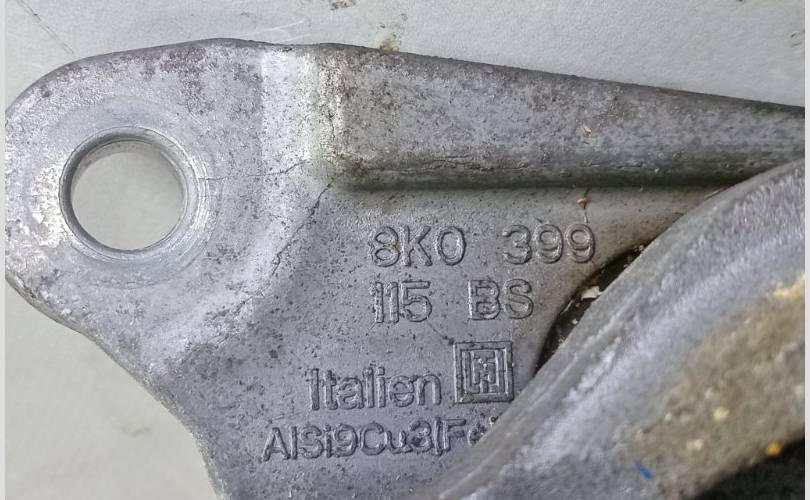 8K0 399
115 BS
Italien
AlSi9Cu3(Fe